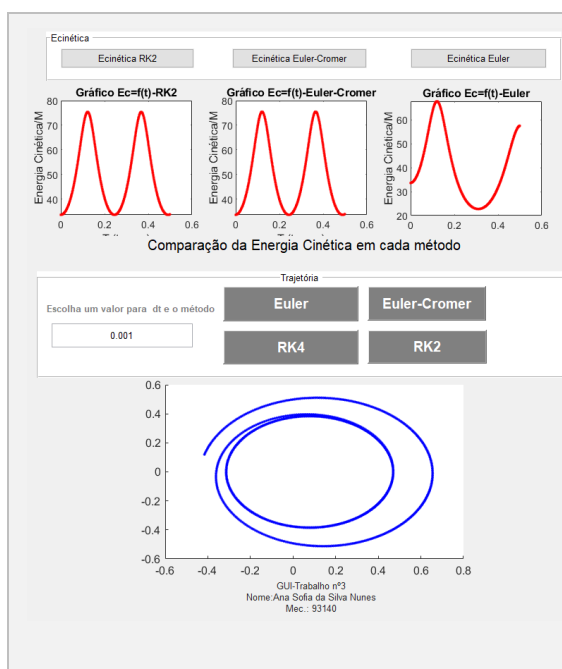 Ecinética
Ecinética RK2
Ecinética Euler-Cromer
Ecinética Euler
Gráfico Ec=f(t)-RK2
Gráfico Ec=f(t)-Euler-Cromer
Gráfico Ec=f(t)-Euler
Energia Cinética/M
80
70
60
50
40
0
0.2
0.4
0.6
Energia Cinética/M
80
70
60
50
40
0
0.2
0.4
0.6
Energia Cinética/M
60
50
40
30
20
0
0.2
0.4
0.6
Comparação da Energia Cinética em cada método
Trajetória
Escolha um valor para dt e o método
0.001
Euler
Euler-Cromer
RK4
RK2
0.6
0.4
0.2
0
-0.2
-0.4
-0.6
-0.6
-0.4
-0.2
0
0.2
0.4
0.6
0.8
GUI-Trabalho nº3
Nome:Ana Sofia da Silva Nunes
Mec.: 93140